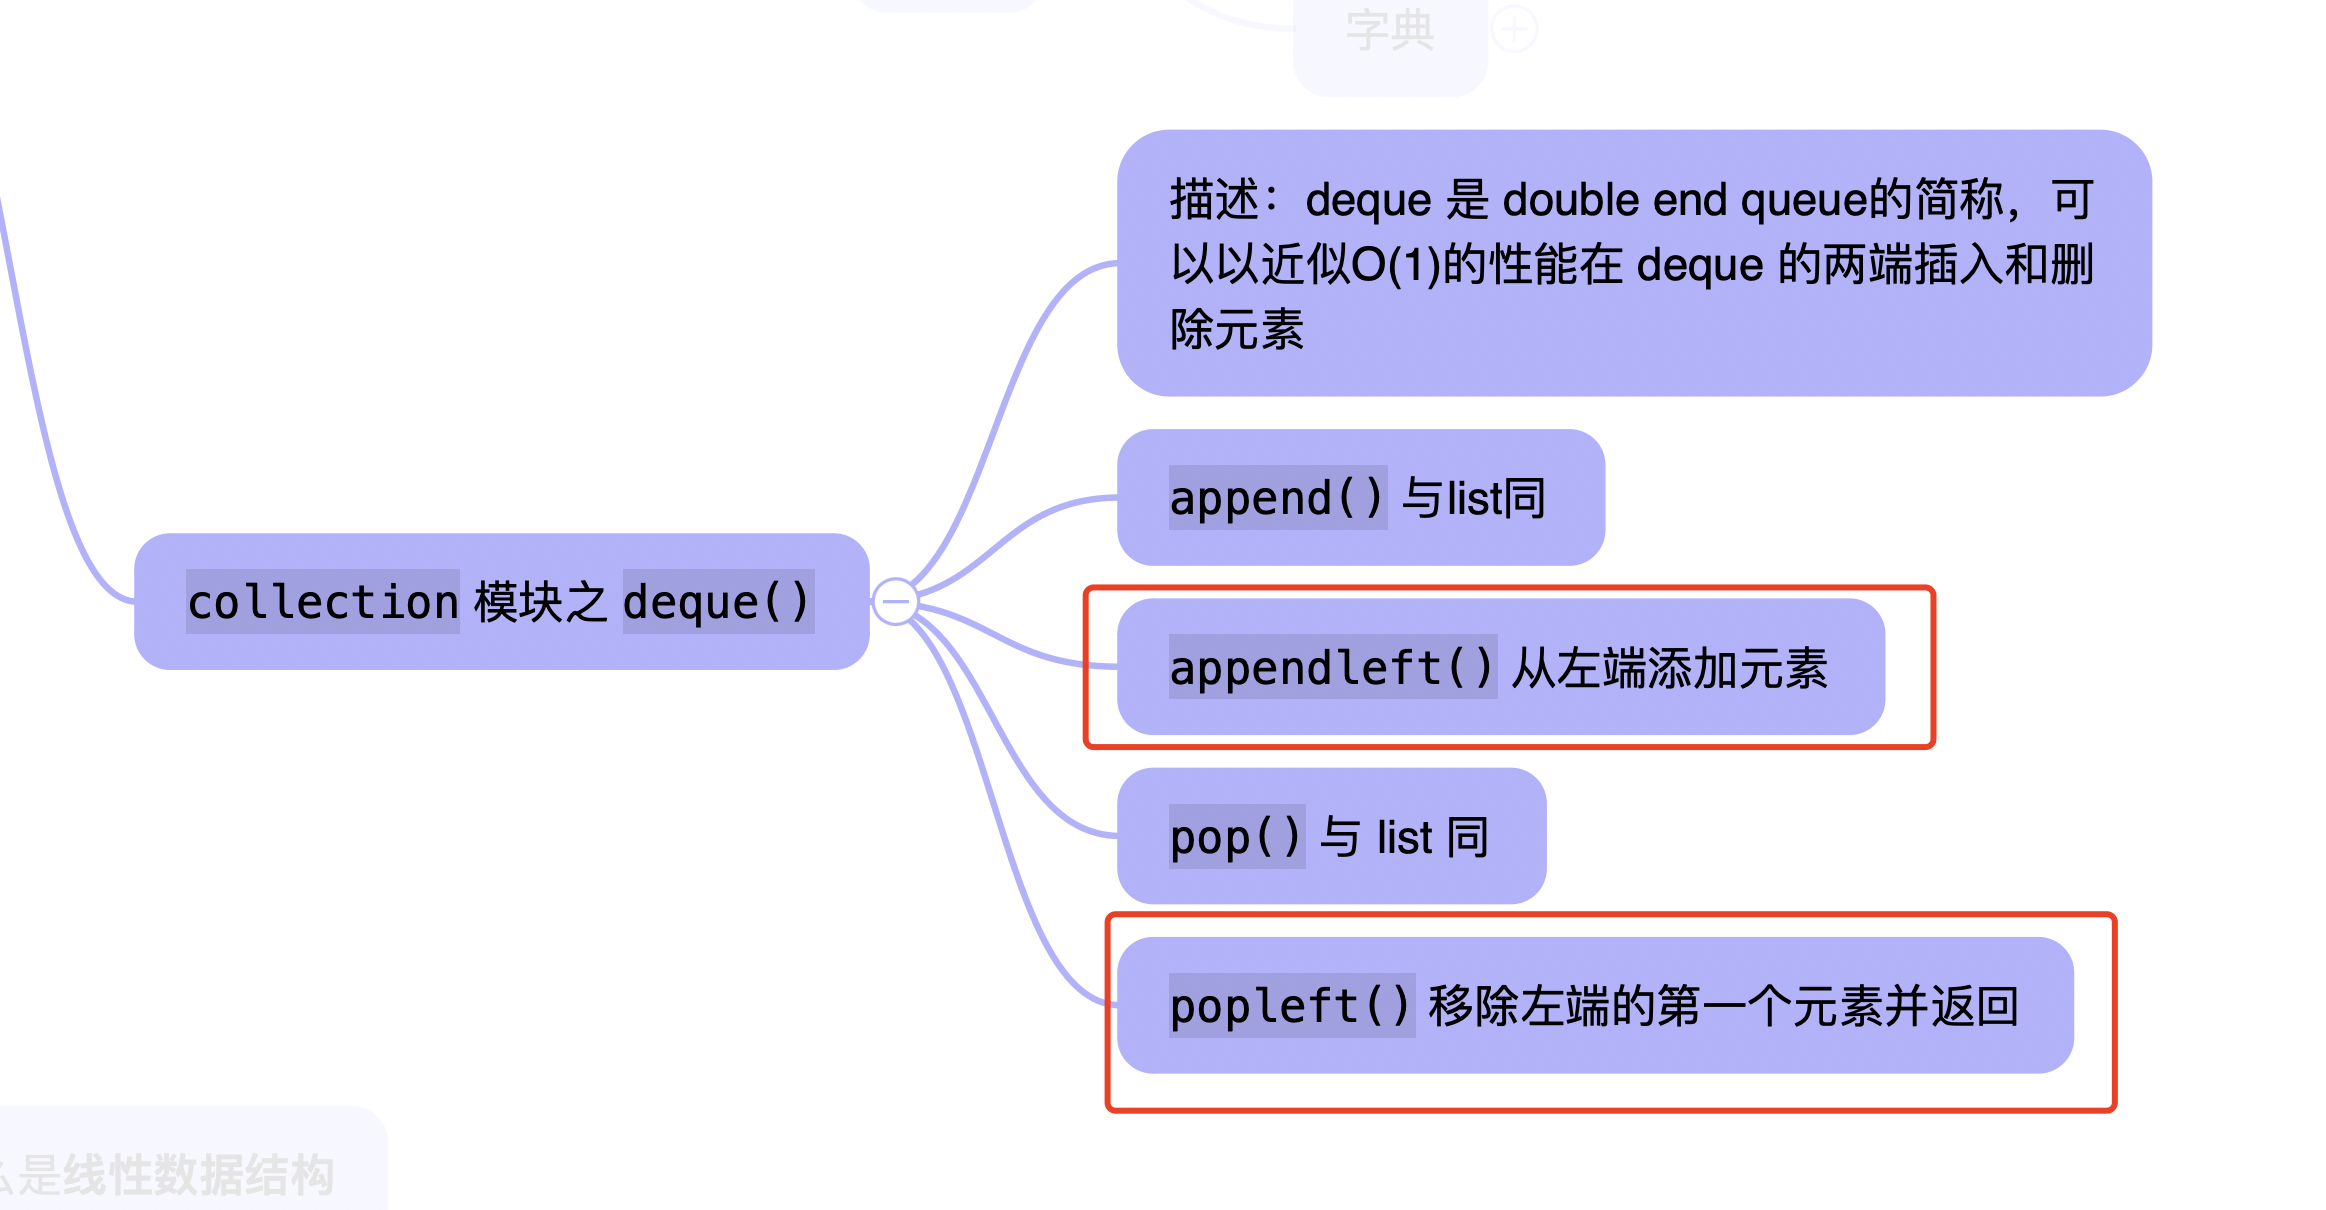 字典
描述：deque 是 double end queue的简称，可
以以近似O(1)的性能在 deque 的两端插入和删
除元素
append() 与list同
collection 模块之 deque()
appendleft() 从左端添加元素
pop() 与 list 同
popleft() 移除左端的第一个元素并返回
是线性数据结构